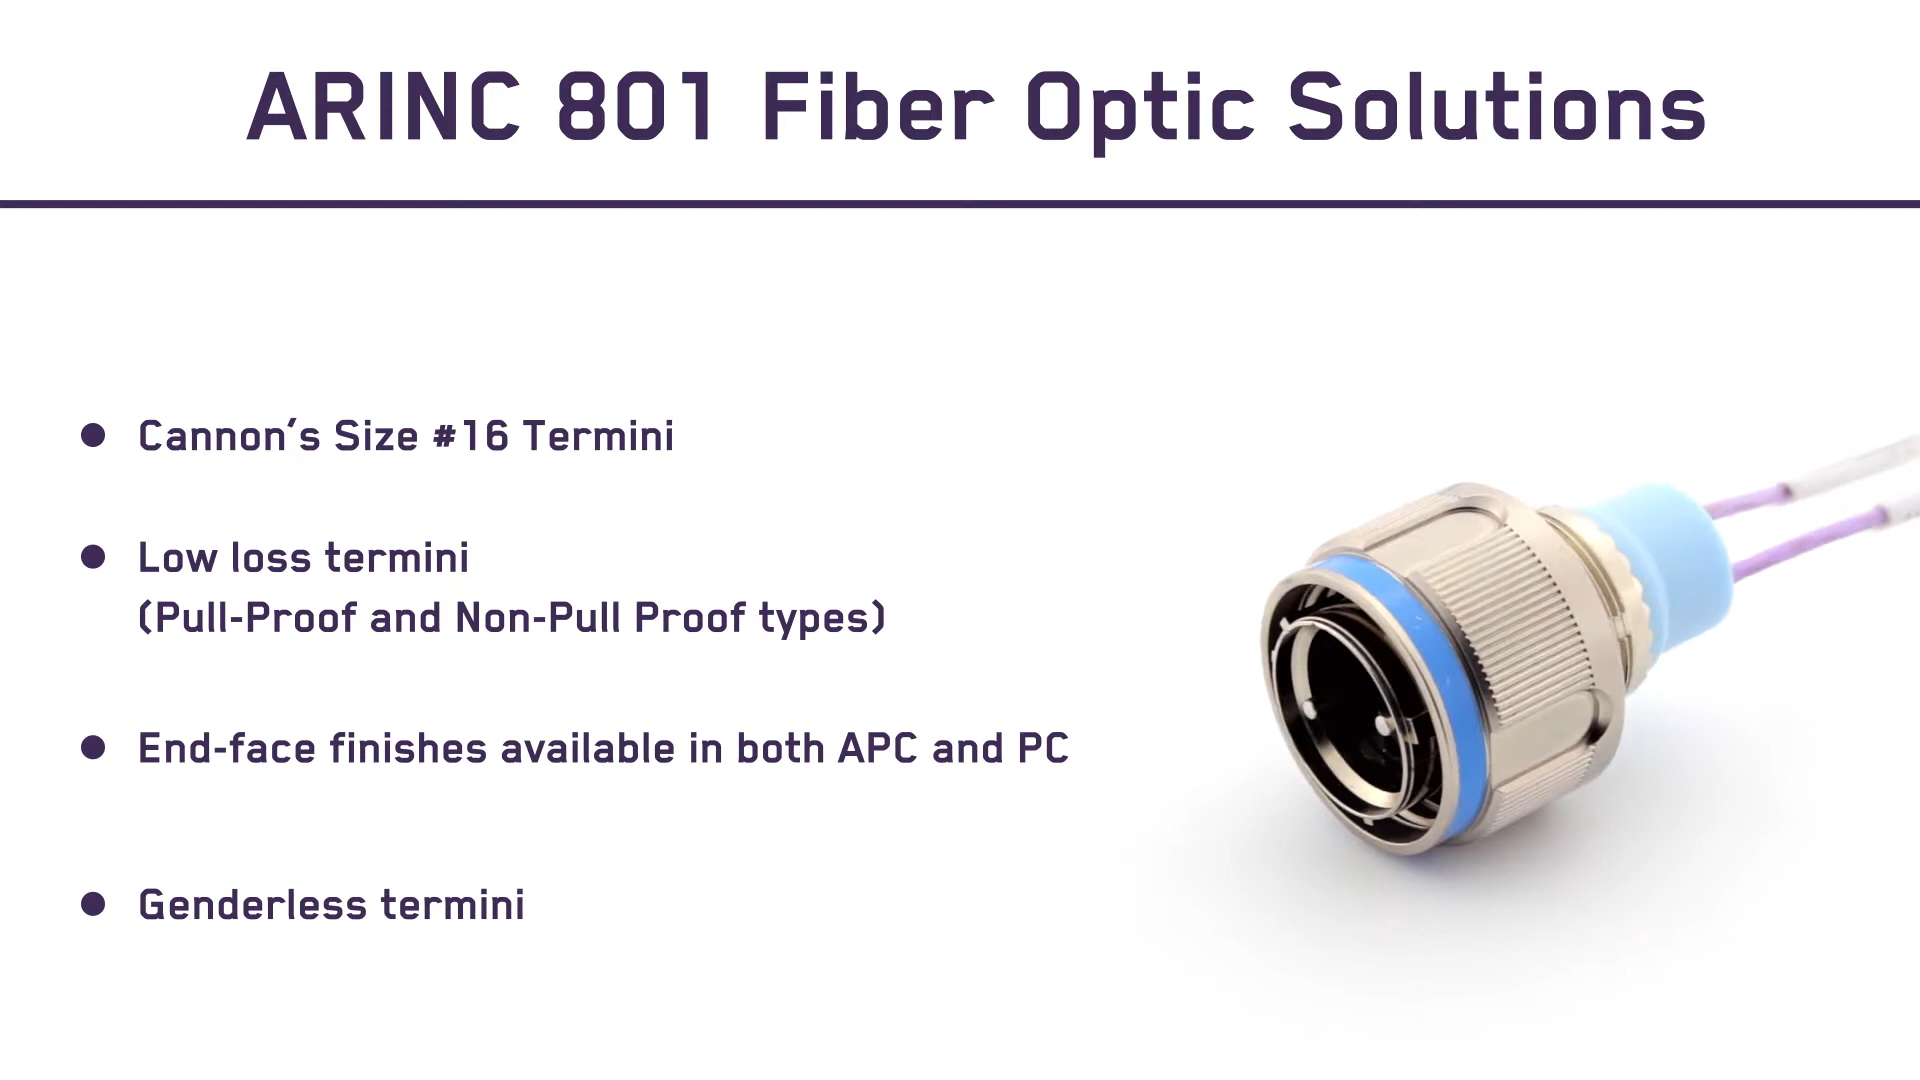 ARINC 801 Fiber Optic Solutions
● Cannon's Size #16 Termini
● Low loss termini
(Pull-Proof and Non-Pull Proof types)
● End-face finishes available in both APC and PC
● Genderless termini